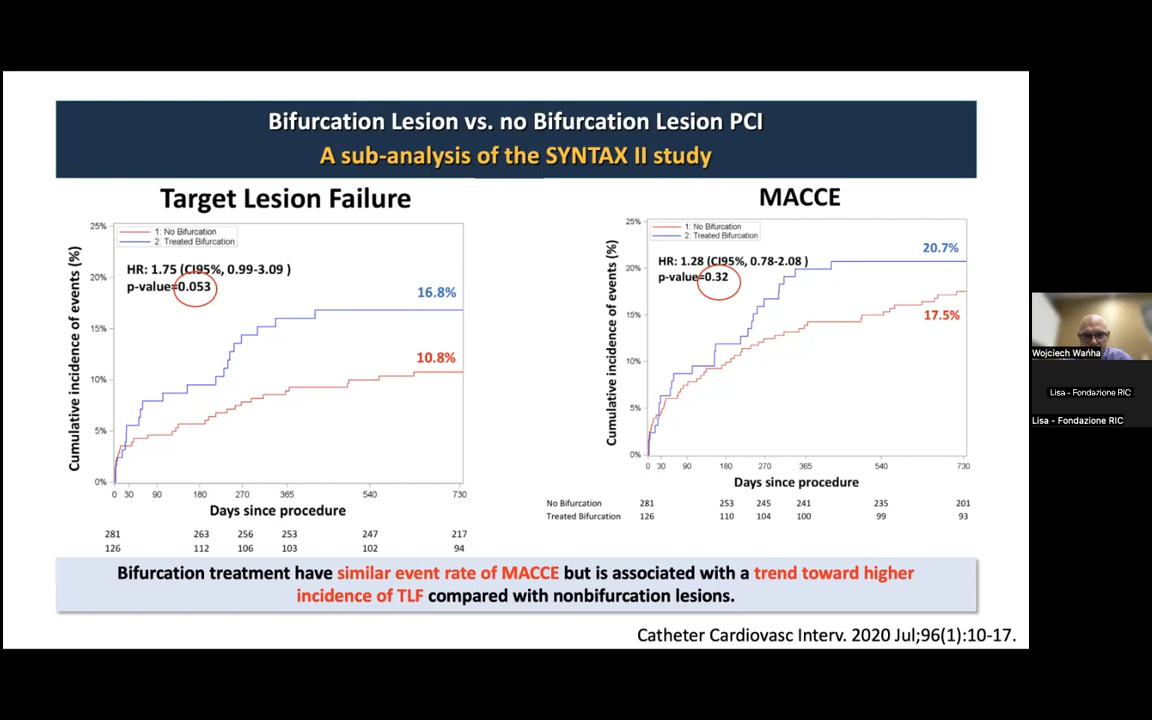 Bifurcation Lesion vs. no Bifurcation Lesion PCI
A sub-analysis of the SYNTAX II study
Target Lesion Failure
25%
20%
15%
10%
5%
0%
Cumulative incidence of events (%)
1: No Bifurcation
2: Treated Bifurcation
HR: 1.75 (CI95%, 0.99-3.09 )
p-value=0.053
16.8%
10.8%
0 30 90 180 270 365 540 730
Days since procedure
281 263 256 253 247 217
126 112 106 103 102 94
MACCE
25%
20%
15%
10%
5%
0%
Cumulative incidence of events (%)
1: No Bifurcation
2: Treated Bifurcation
HR: 1.28 (CI95%, 0.78-2.08 )
p-value=0.32
20.7%
17.5%
0 30 90 180 270 365 540 730
Days since procedure
No Bifurcation 281 253 245 241 235 201
Treated Bifurcation 126 110 104 100 99 93
Bifurcation treatment have similar event rate of MACCE but is associated with a trend toward higher
incidence of TLF compared with nonbifurcation lesions.
Catheter Cardiovasc Interv. 2020 Jul;96(1):10-17.
Wojciech Wańha
Lisa - Fondazione RIC
Lisa - Fondazione RIC